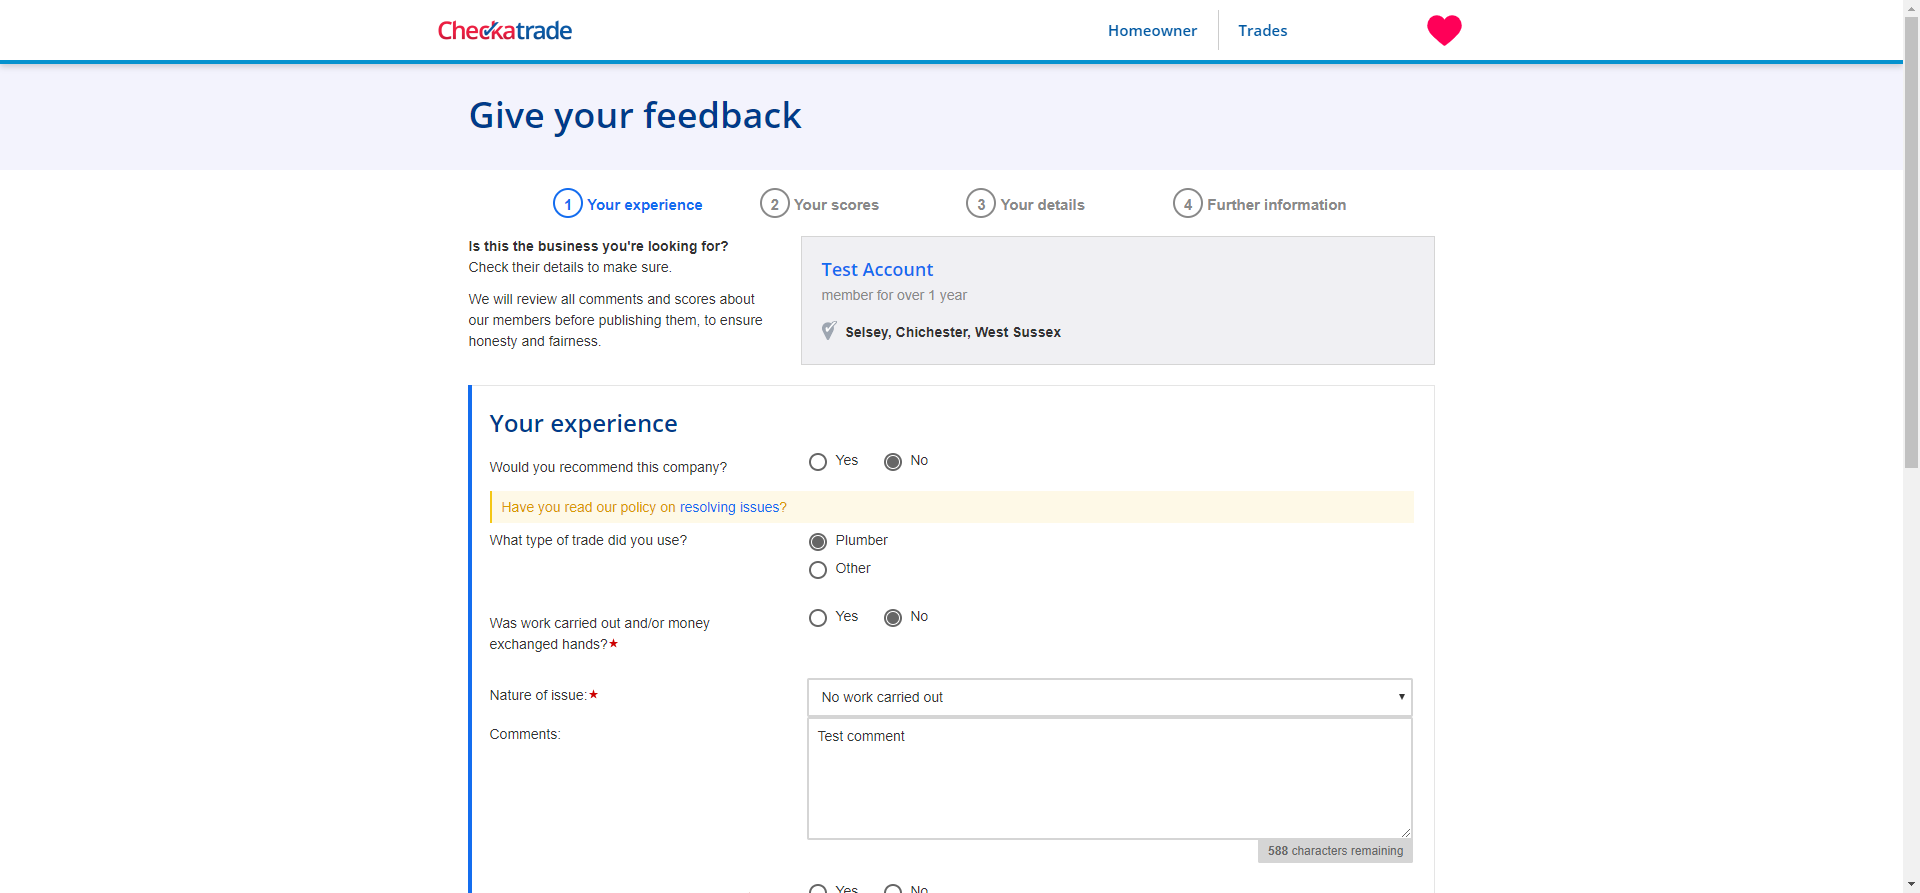 Checkatrade
Homeowner
Trades
Give your feedback
1 Your experience
2 Your scores
3 Your details
4 Further information
Is this the business you're looking for?
Check their details to make sure.
We will review all comments and scores about
our members before publishing them, to ensure
honesty and fairness.
Test Account
member for over 1 year
Selsey, Chichester, West Sussex
Your experience
Would you recommend this company?
Yes
No
Have you read our policy on resolving issues?
What type of trade did you use?
Plumber
Other
Was work carried out and/or money
exchanged hands?★
Yes
No
Nature of issue:★
No work carried out
Comments:
Test comment
588 characters remaining
Yes
No